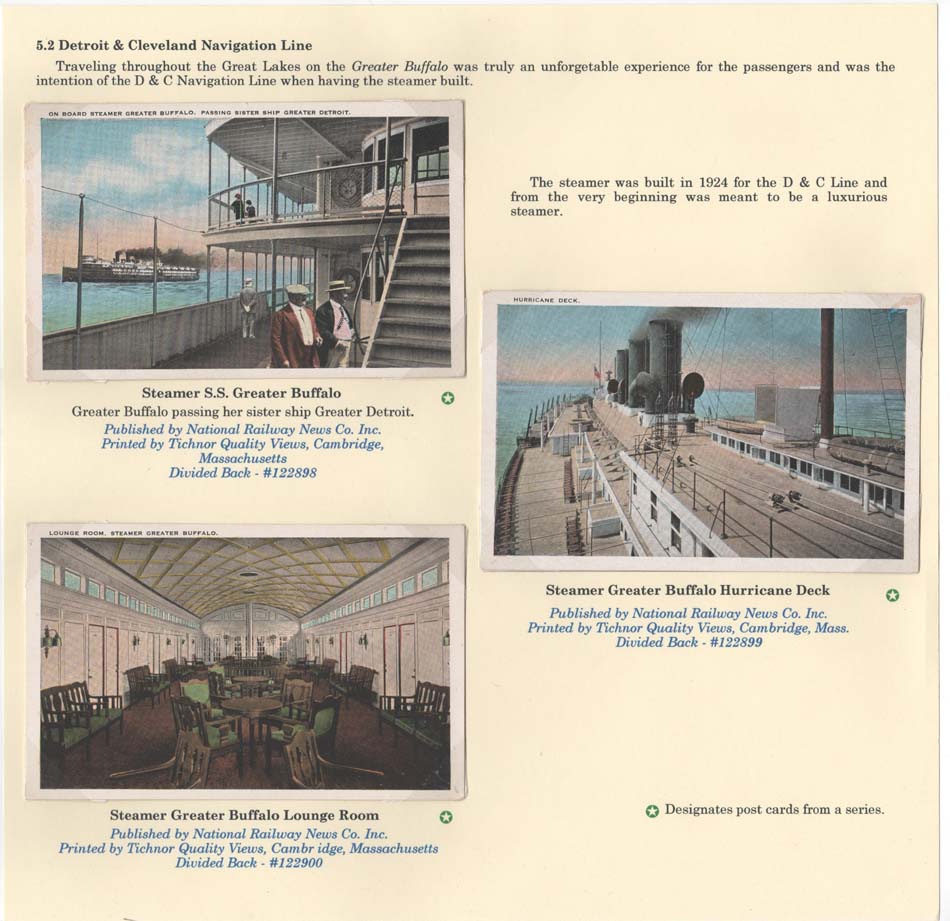 5.2 Detroit & Cleveland Navigation Line
Traveling throughout the Great Lakes on the Greater Buffalo was truly an unforgetable experience for the passengers and was the
intention of the D & C Navigation Line when having the steamer built.
ON BOARD STEAMER GREATER BUFFALO. PASSING SISTER SHIP GREATER DETROIT.
The steamer was built in 1924 for the D & C Line and
from the very beginning was meant to be a luxurious
steamer.
HURRICANE DECK.
Steamer S.S. Greater Buffalo
Greater Buffalo passing her sister ship Greater Detroit.
Published by National Railway News Co. Inc.
Printed by Tichnor Quality Views, Cambridge,
Massachusetts
Divided Back - #122898
LOUNGE ROOM, STEAMER GREATER BUFFALO.
Steamer Greater Buffalo Hurricane Deck
Published by National Railway News Co. Inc.
Printed by Tichnor Quality Views, Cambridge, Mass.
Divided Back - #122899
Steamer Greater Buffalo Lounge Room
Published by National Railway News Co. Inc.
Printed by Tichnor Quality Views, Cambr idge, Massachusetts
Divided Back - #122900
Designates post cards from a series.